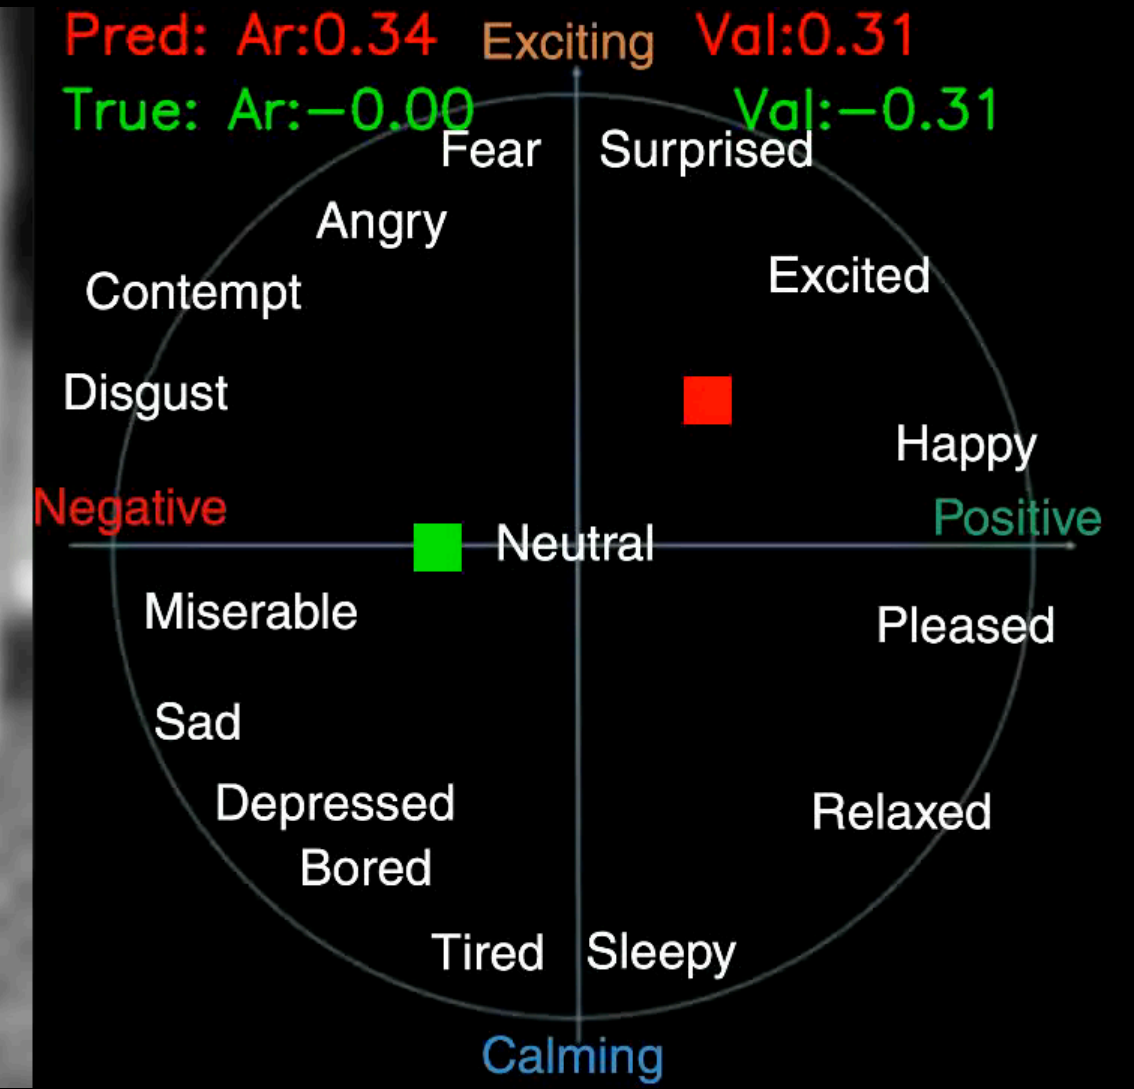 Pred: Ar:0.34 Exciting Val:0.31
True: Ar:−0.00 Val:−0.31
Fear Surprised
Angry
Excited
Contempt
Disgust
Happy
Negative Positive
Neutral
Miserable Pleased
Sad
Depressed Relaxed
Bored
Tired Sleepy
Calming